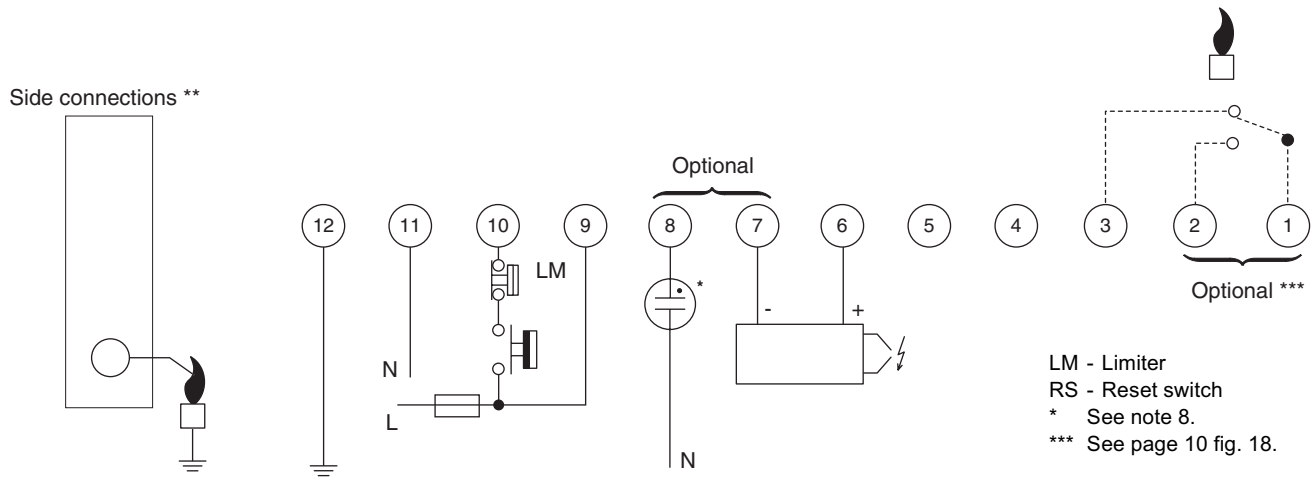 Side connections **
Optional
12 11 10 9 8 7 6 5 4 3 2 1
LM
*
- +
Optional ***
N
L
N
LM - Limiter
RS - Reset switch
* See note 8.
*** See page 10 fig. 18.